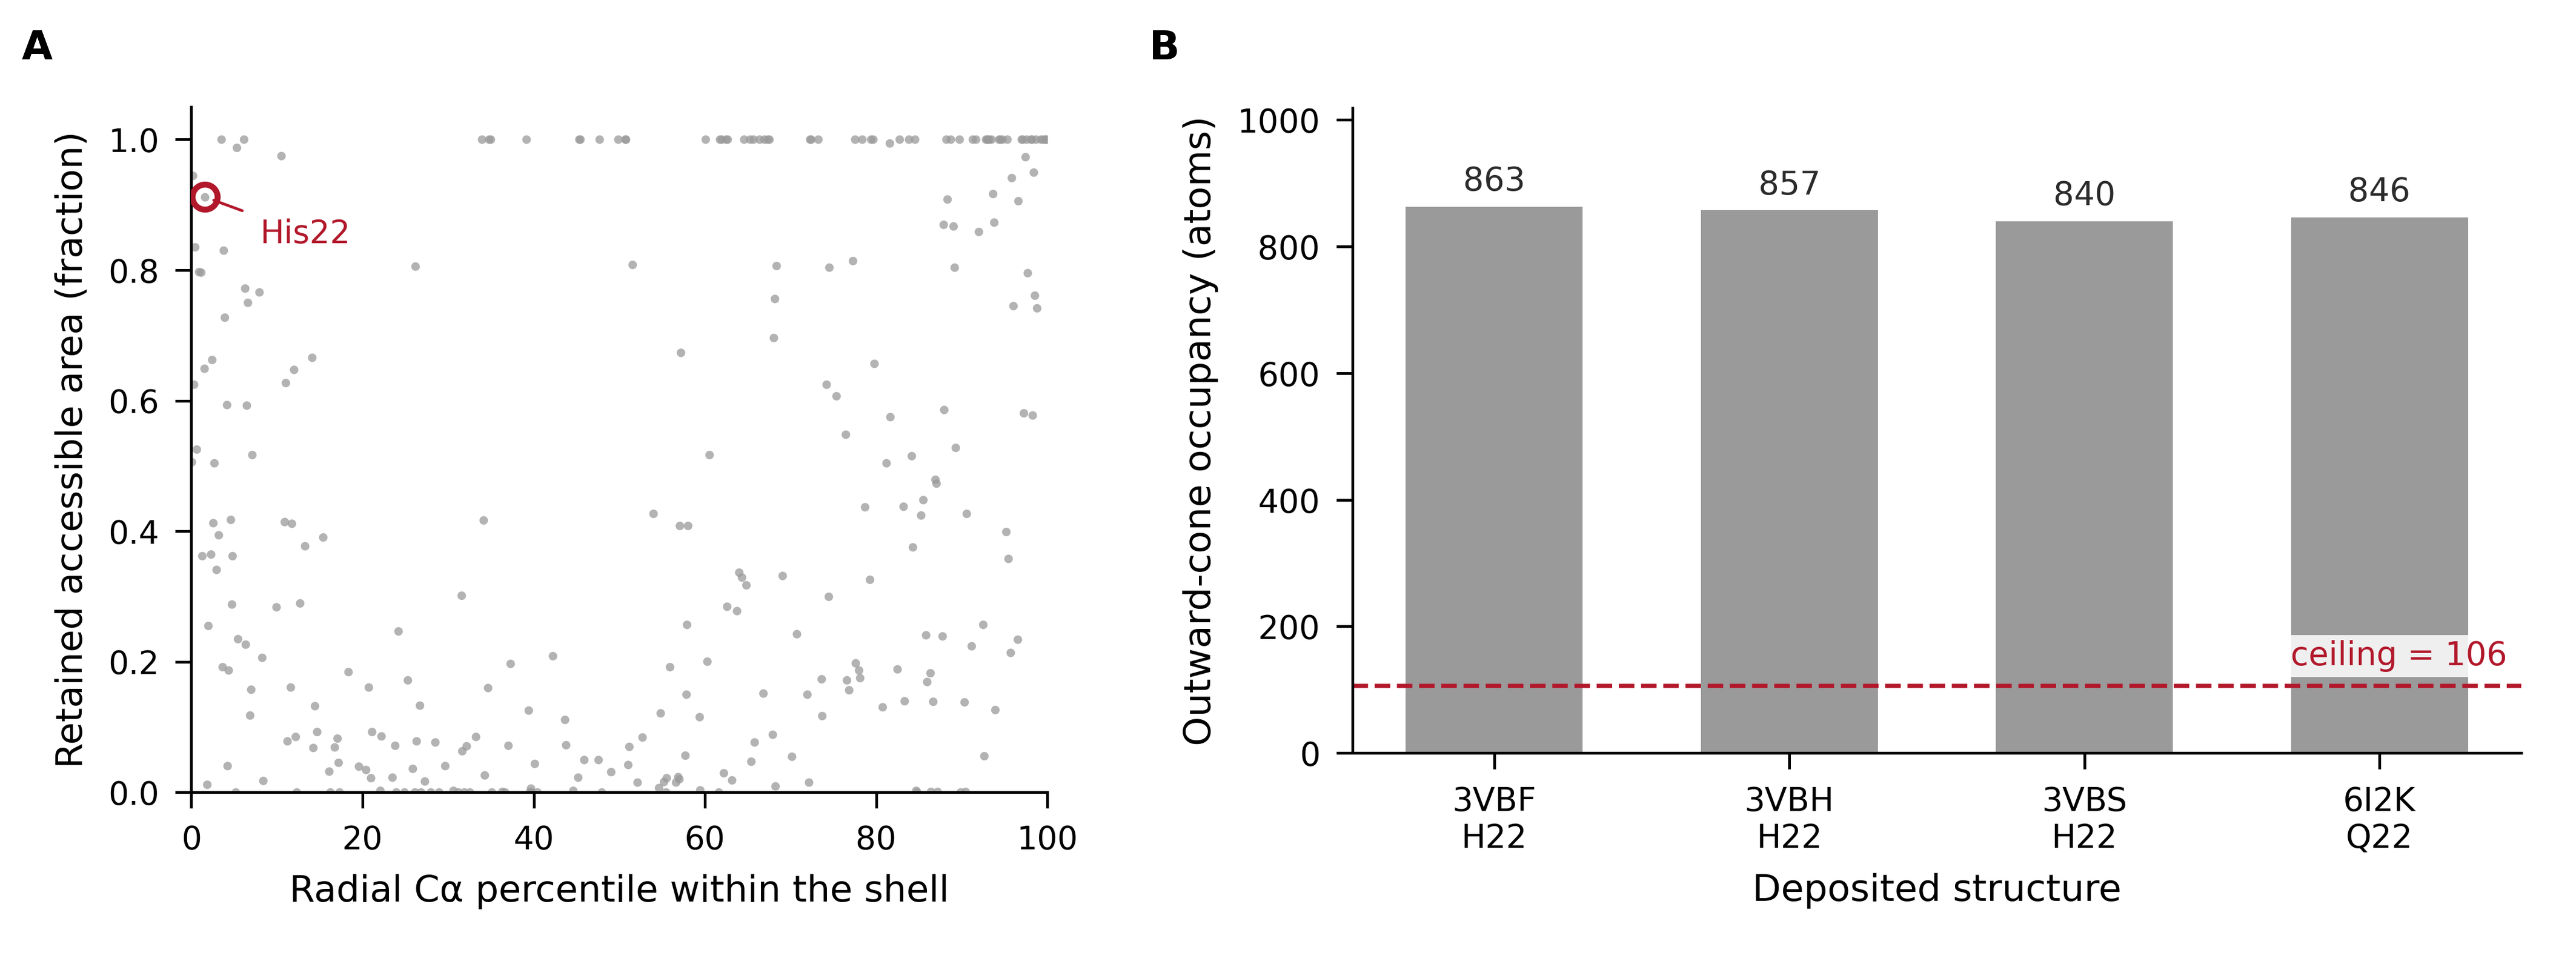 A
Retained accessible area (fraction)
1.0
0.8
0.6
0.4
0.2
0.0
His22
0 20 40 60 80 100
Radial Cα percentile within the shell
B
Outward-cone occupancy (atoms)
1000
800
600
400
200
0
863 857 840 846
ceiling = 106
3VBF 3VBH 3VBS 6I2K
H22 H22 H22 Q22
Deposited structure